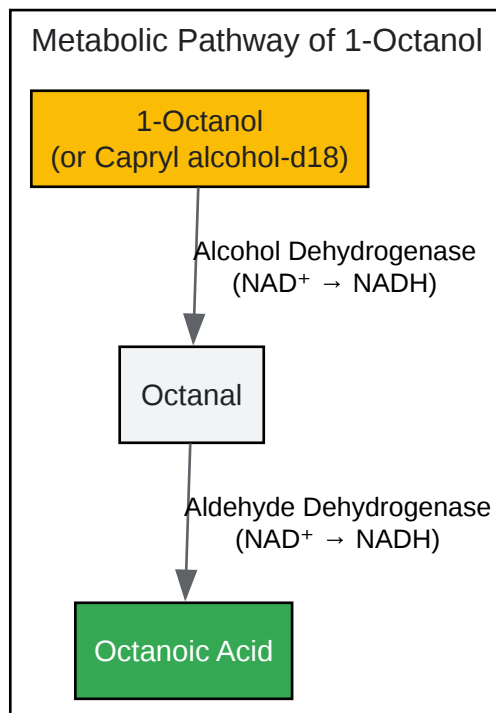 Metabolic Pathway of 1-Octanol
1-Octanol
(or Capryl alcohol-d18)
Alcohol Dehydrogenase
(NAD⁺ → NADH)
Octanal
Aldehyde Dehydrogenase
(NAD⁺ → NADH)
Octanoic Acid